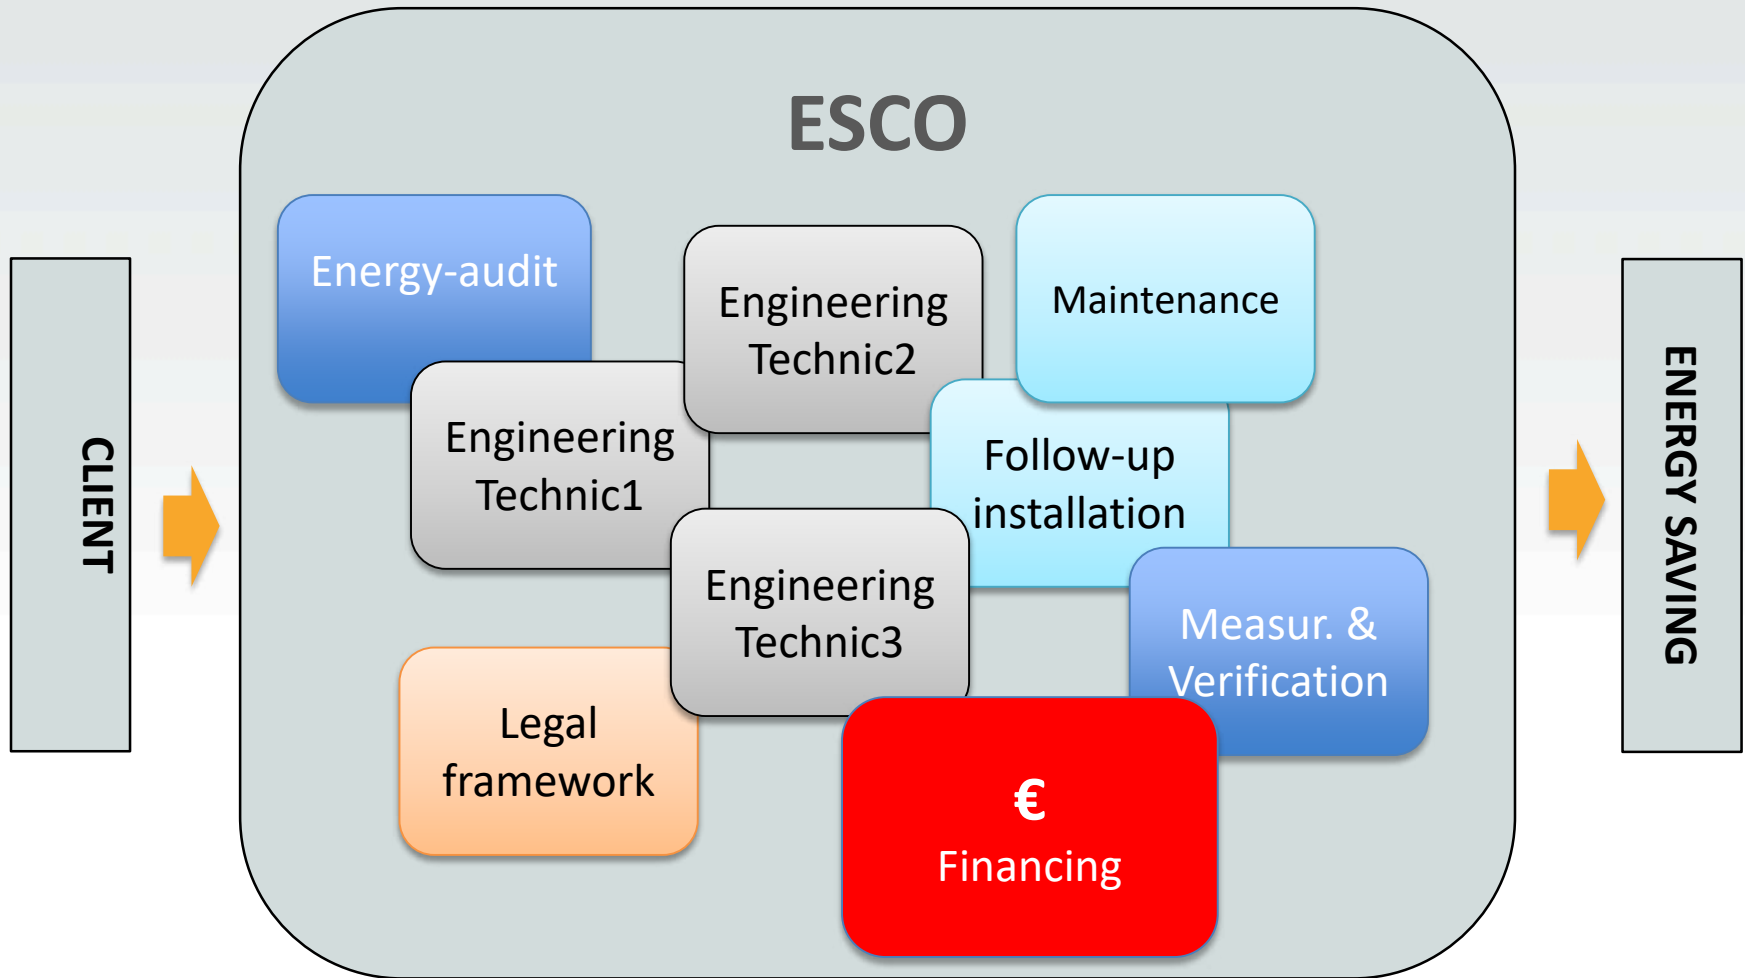 ESCO
CLIENT
Energy-audit
Engineering
Technic1
Engineering
Technic2
Maintenance
Follow-up
installation
Engineering
Technic3
Measur. &
Verification
Legal
framework
€
Financing
ENERGY SAVING